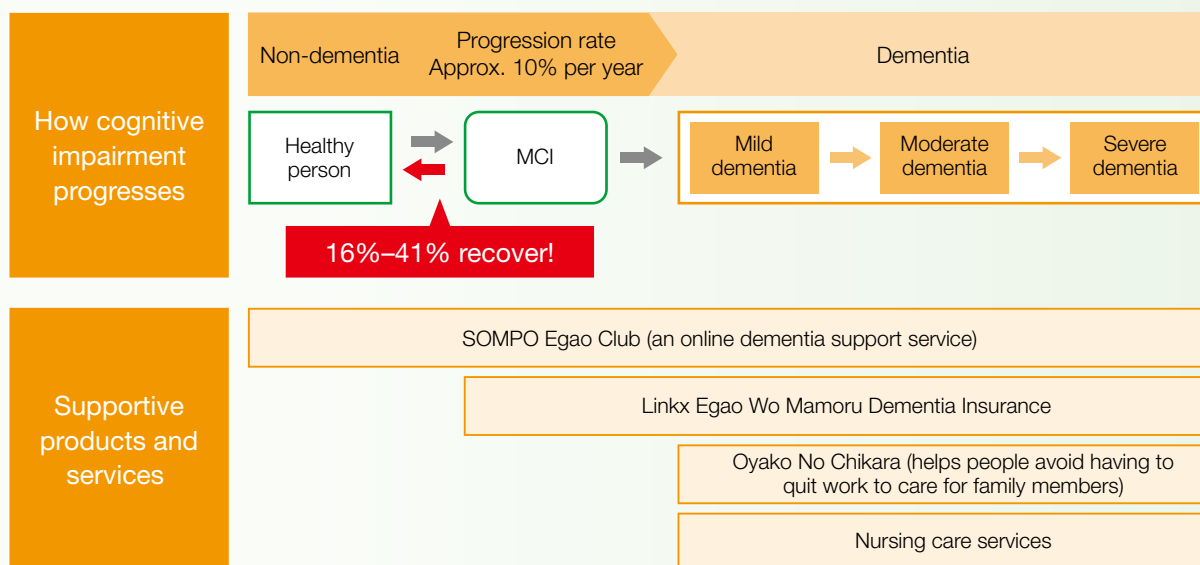 How cognitive
impairment
progresses
Non-dementia
Progression rate
Approx. 10% per year
Dementia
Healthy
person
MCI
Mild
dementia
Moderate
dementia
Severe
dementia
16%–41% recover!
Supportive
products and
services
SOMPO Egao Club (an online dementia support service)
Linkx Egao Wo Mamoru Dementia Insurance
Oyako No Chikara (helps people avoid having to
quit work to care for family members)
Nursing care services